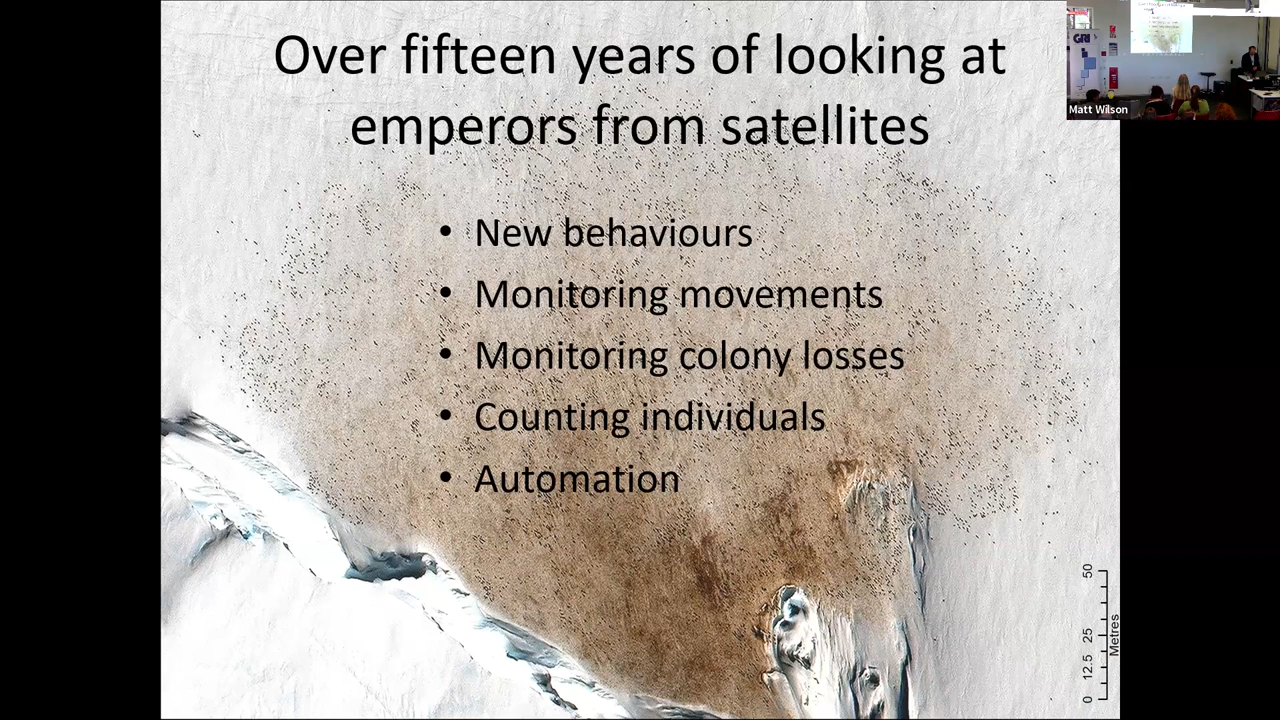 Over fifteen years of looking at
emperors from satellites
• New behaviours
• Monitoring movements
• Monitoring colony losses
• Counting individuals
• Automation
0 12.5 25 50
Metres
GRI
Matt Wilson